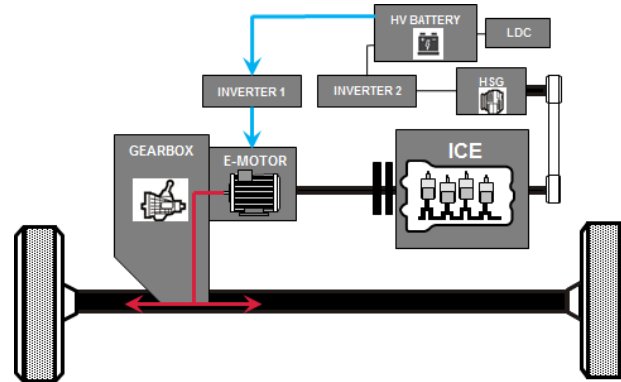 HV BATTERY
LDC
INVERTER 1
INVERTER 2
HSG
GEARBOX
E-MOTOR
ICE